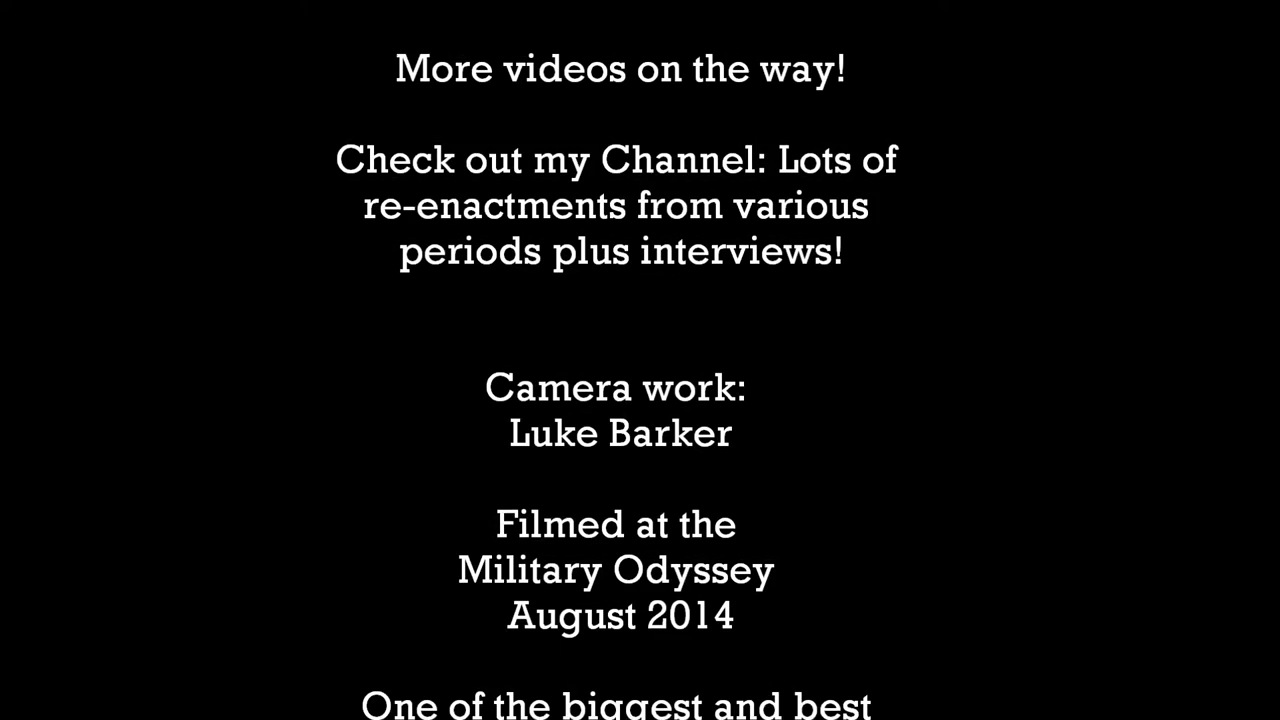 More videos on the way!
Check out my Channel: Lots of
re-enactments from various
periods plus interviews!
Camera work:
Luke Barker
Filmed at the
Military Odyssey
August 2014
One of the biggest and best